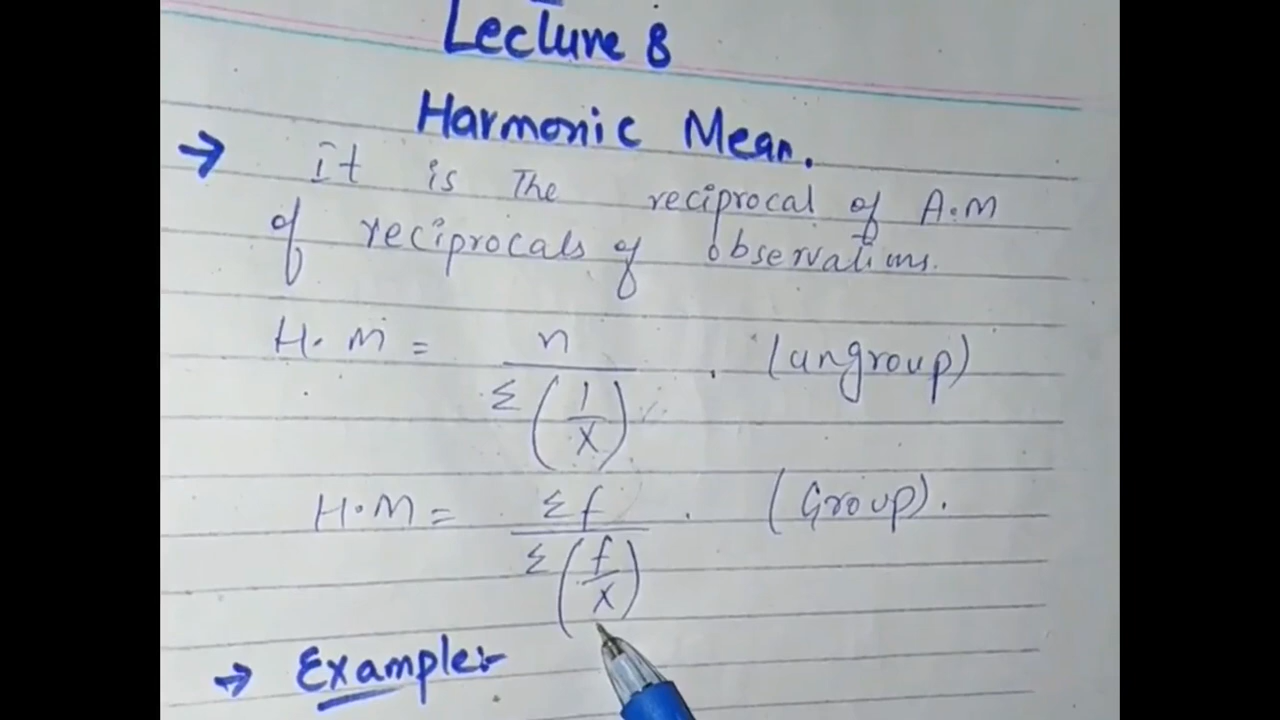 Lecture 8
Harmonic Mean.
→ It is The reciprocal of A.M
of reciprocals of observations.
H.M = n / Σ(1/X) . (ungroup)
H.M = Σf / Σ(f/X) . (Group).
→ Example:-